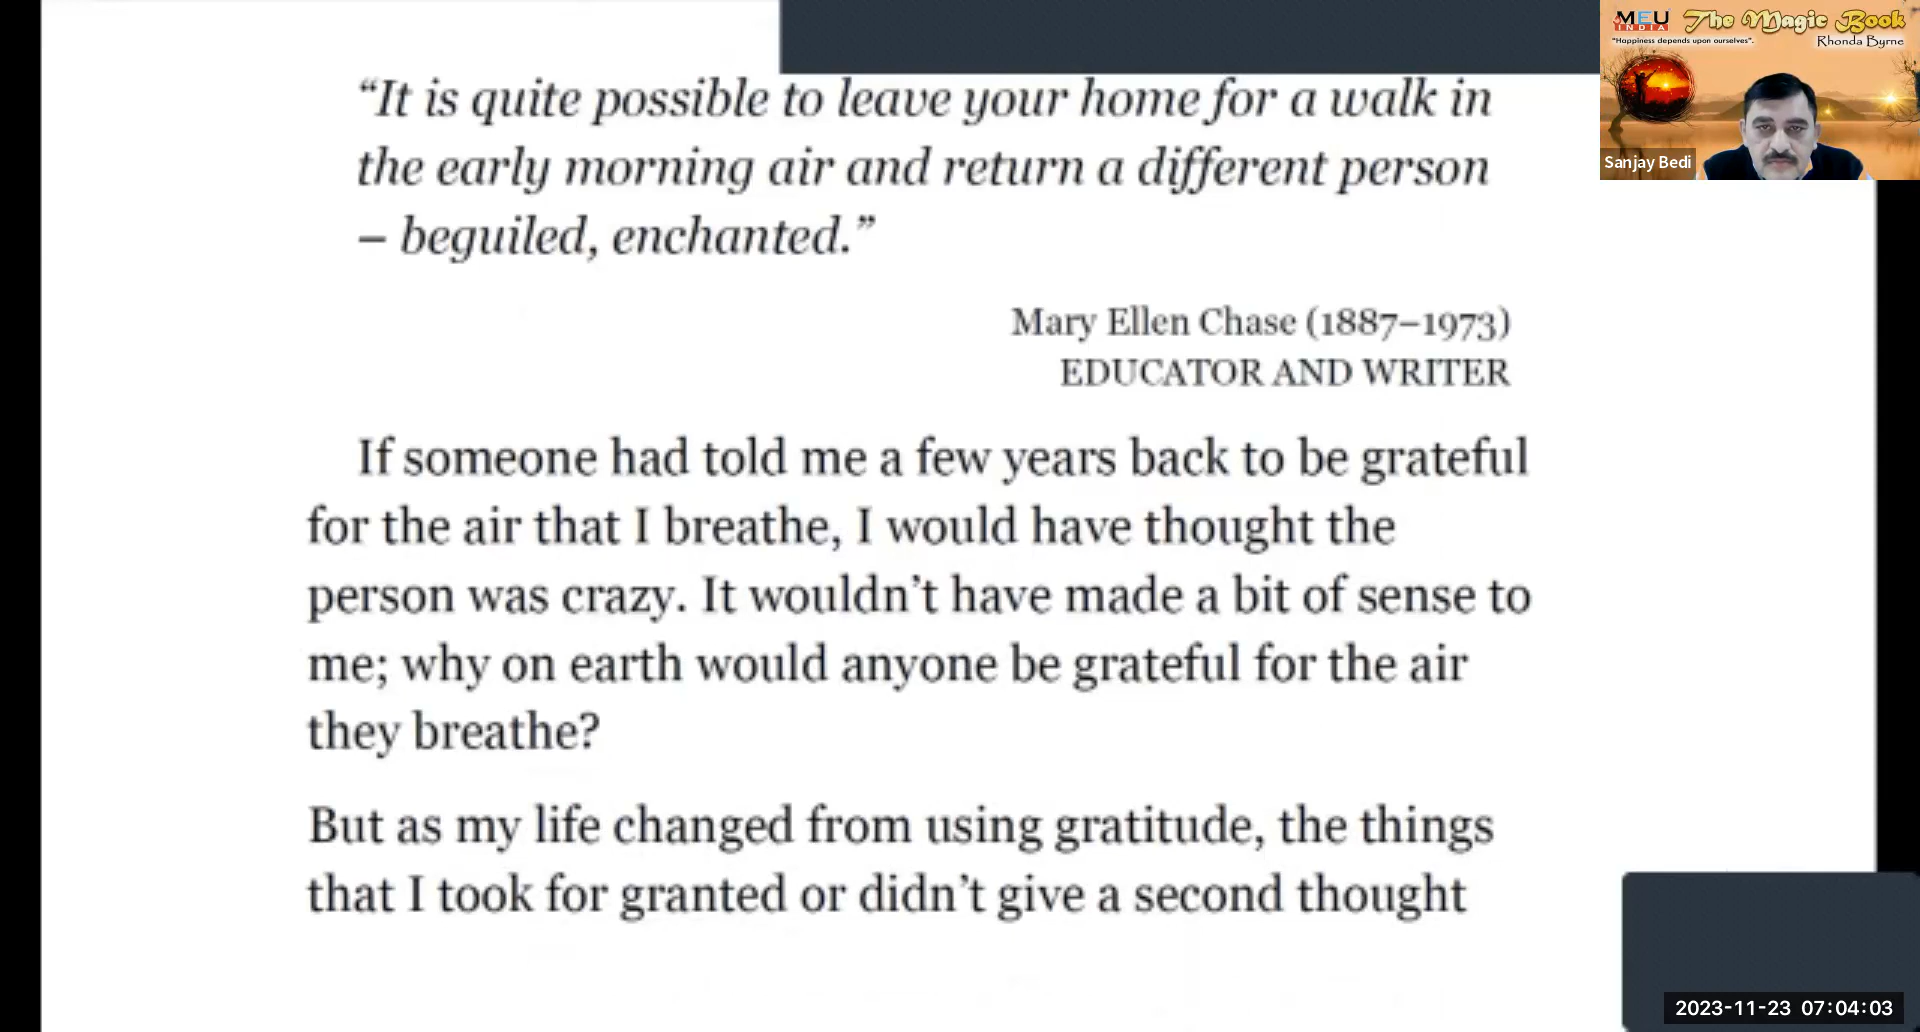 "It is quite possible to leave your home for a walk in
the early morning air and return a different person
– beguiled, enchanted."
Mary Ellen Chase (1887–1973)
EDUCATOR AND WRITER
If someone had told me a few years back to be grateful
for the air that I breathe, I would have thought the
person was crazy. It wouldn't have made a bit of sense to
me; why on earth would anyone be grateful for the air
they breathe?
But as my life changed from using gratitude, the things
that I took for granted or didn't give a second thought
MEU
INDIA
The Magic Book
"Happiness depends upon ourselves".
Rhonda Byrne
Sanjay Bedi
2023-11-23 07:04:03